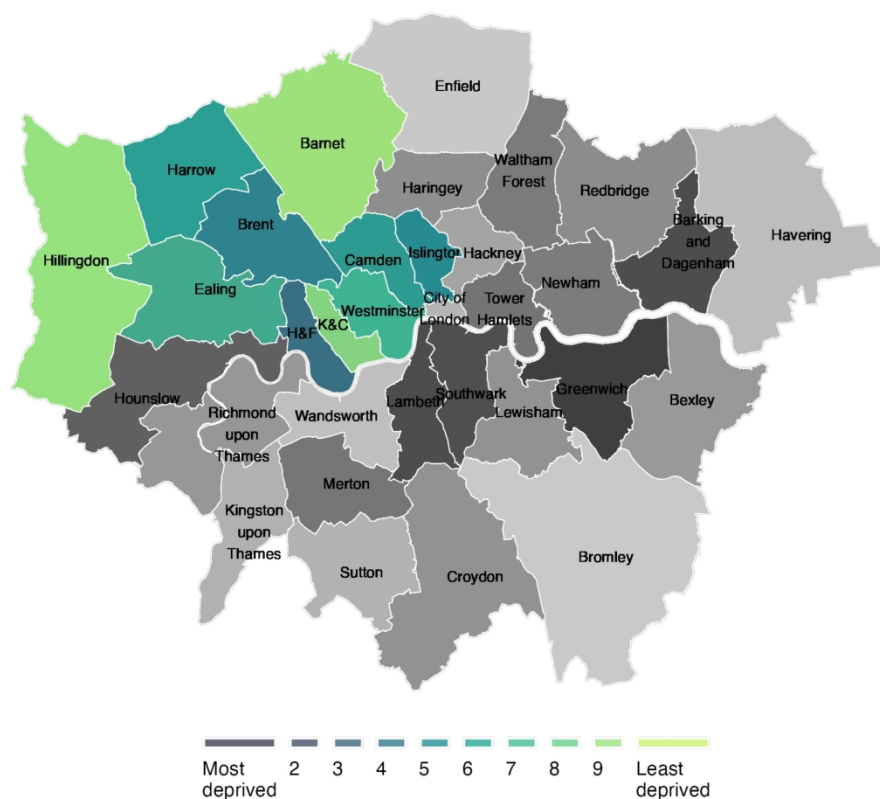 Enfield
Barnet
Harrow
Waltham
Forest
Haringey
Redbridge
Barking
and
Dagenham
Havering
Brent
Hillingdon
Camden
Islington
Hackney
Ealing
Newham
City of
London
Tower
Hamlets
Westminster
K&C
H&F
Hounslow
Richmond
upon
Thames
Wandsworth
Lambeth
Southwark
Lewisham
Greenwich
Bexley
Merton
Kingston
upon
Thames
Sutton
Croydon
Bromley
Most
deprived
2
3
4
5
6
7
8
9
Least
deprived